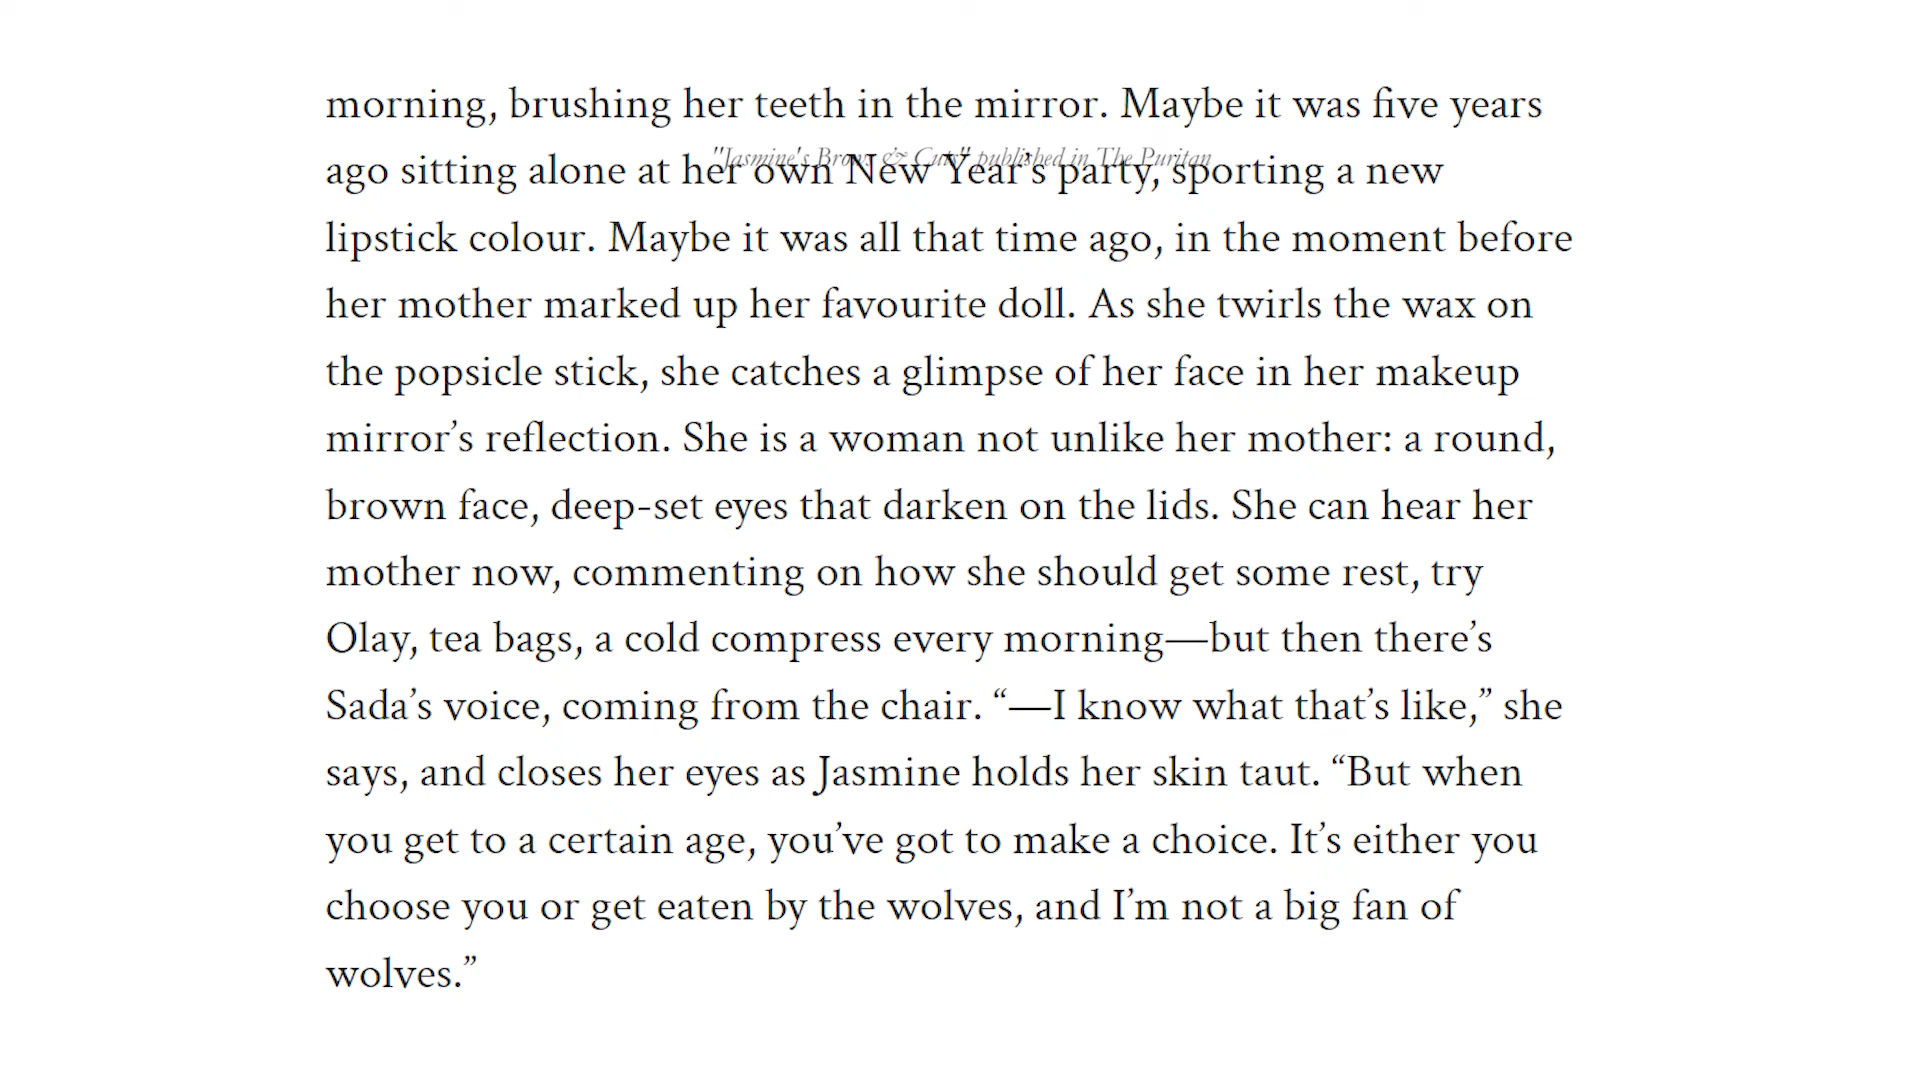 morning, brushing her teeth in the mirror. Maybe it was five years
"Jasmine's Brows & Cuts" published in The Puritan
ago sitting alone at her own New Year’s party, sporting a new
lipstick colour. Maybe it was all that time ago, in the moment before
her mother marked up her favourite doll. As she twirls the wax on
the popsicle stick, she catches a glimpse of her face in her makeup
mirror’s reflection. She is a woman not unlike her mother: a round,
brown face, deep-set eyes that darken on the lids. She can hear her
mother now, commenting on how she should get some rest, try
Olay, tea bags, a cold compress every morning—but then there’s
Sada’s voice, coming from the chair. “—I know what that’s like,” she
says, and closes her eyes as Jasmine holds her skin taut. “But when
you get to a certain age, you’ve got to make a choice. It’s either you
choose you or get eaten by the wolves, and I’m not a big fan of
wolves.”